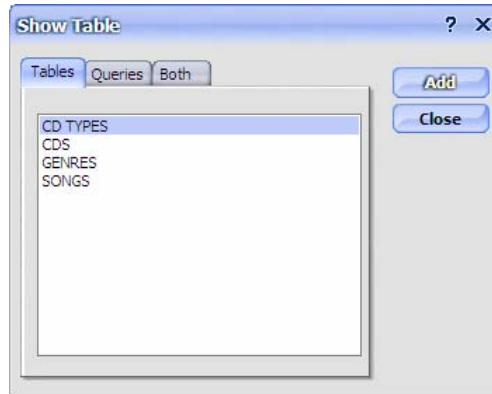 Show Table
Tables Queries Both
Add
Close
CD TYPES
CDS
GENRES
SONGS